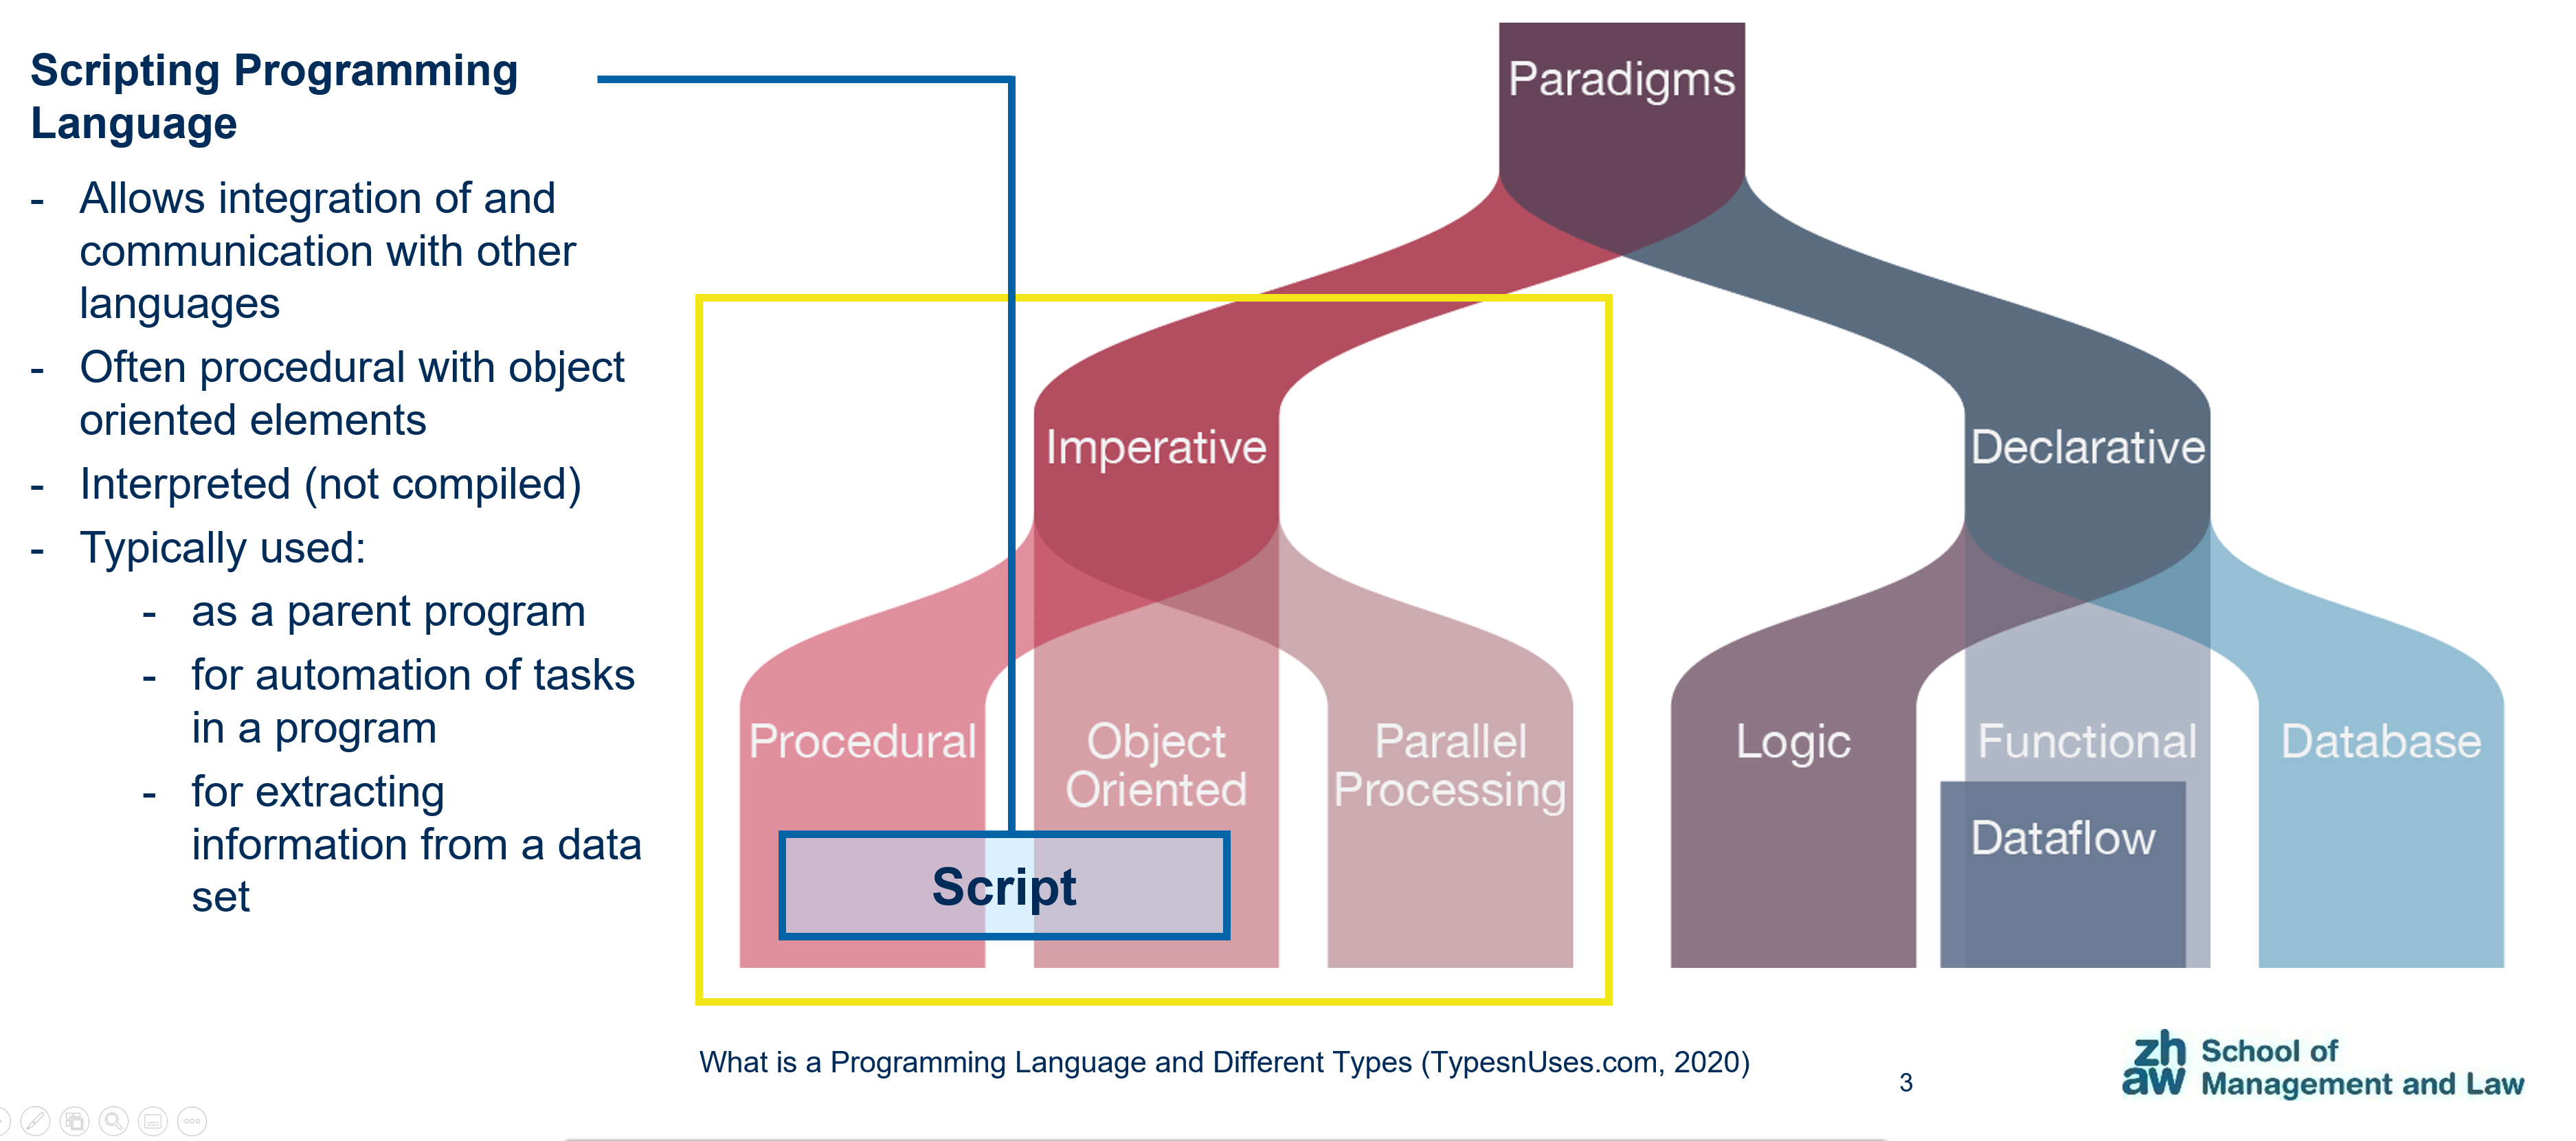 Scripting Programming
Language
- Allows integration of and
communication with other
languages
- Often procedural with object
oriented elements
- Interpreted (not compiled)
- Typically used:
- as a parent program
- for automation of tasks
in a program
- for extracting
information from a data
set
Paradigms
Imperative
Declarative
Procedural
Object
Oriented
Parallel
Processing
Logic
Functional
Database
Dataflow
Script
What is a Programming Language and Different Types (TypesnUses.com, 2020)
3
zh
aw
School of
Management and Law